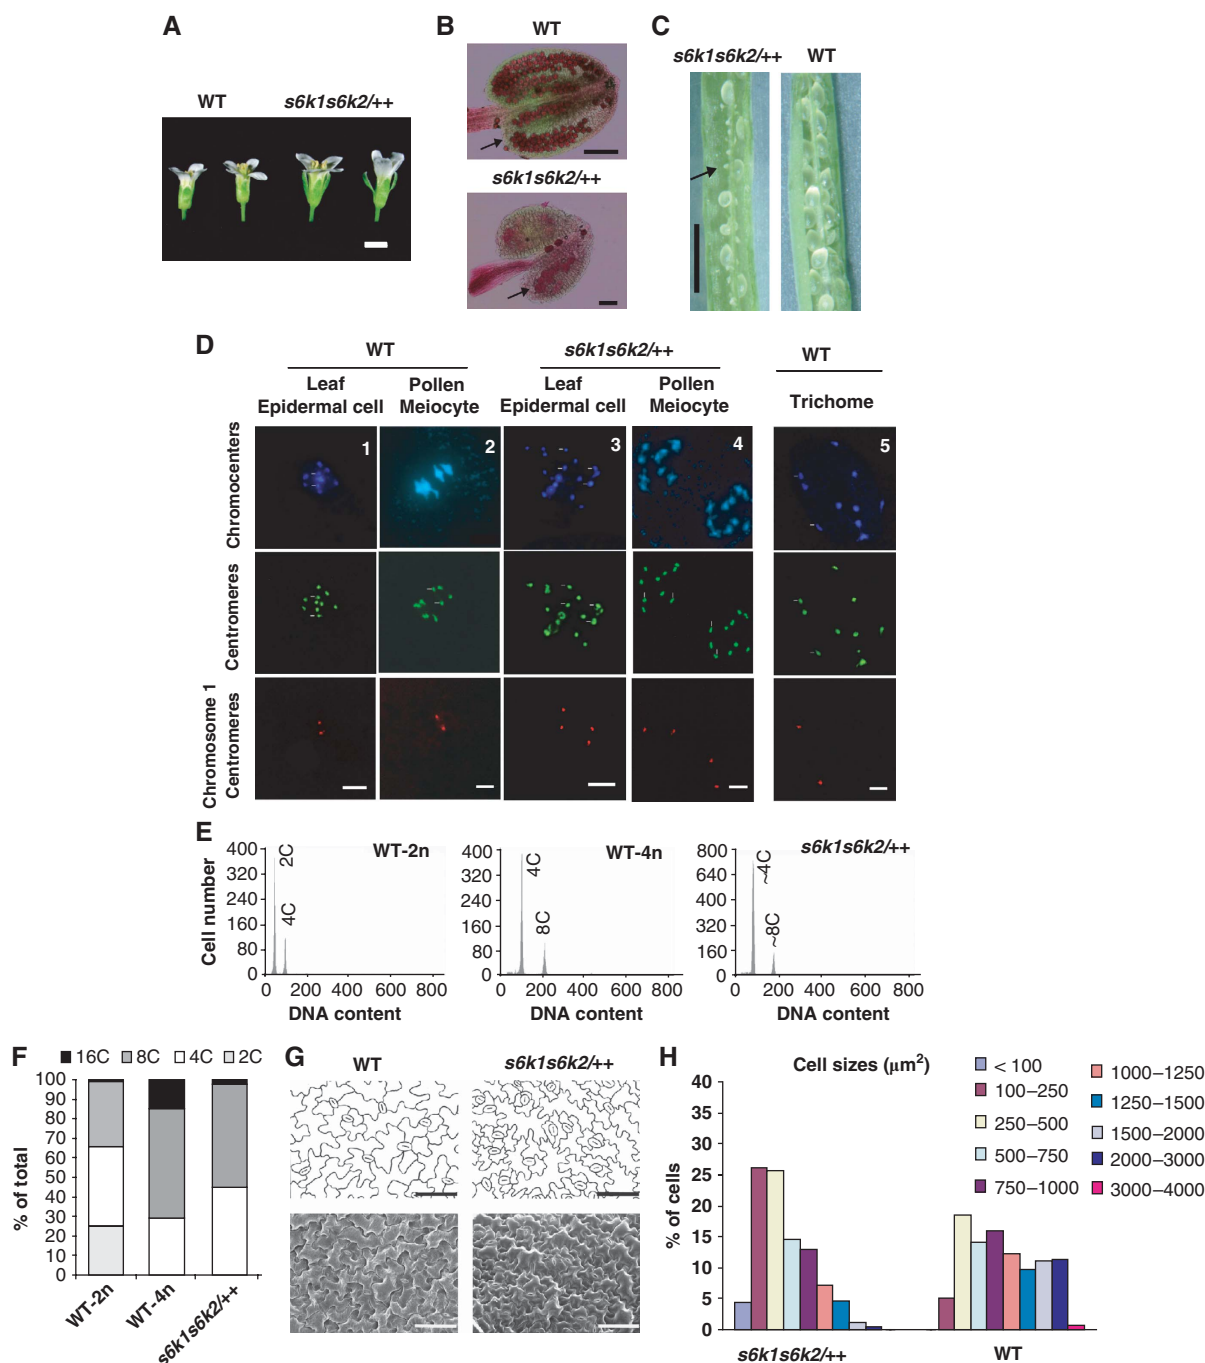 A
WT
s6k1s6k2/++
B
WT
s6k1s6k2/++
C
s6k1s6k2/++
WT
D
WT
s6k1s6k2/++
WT
Leaf
Epidermal cell
Pollen
Meiocyte
Leaf
Epidermal cell
Pollen
Meiocyte
Trichome
Chromocenters
1
2
3
4
5
Centromeres
Chromosome 1
Centromeres
E
Cell number
400
320
240
160
80
0
2C
4C
WT-2n
0 200 400 600 800
DNA content
400
320
240
160
80
0
4C
8C
WT-4n
0 200 400 600 800
DNA content
800
640
400
320
160
0
~4C
~8C
s6k1s6k2/++
0 200 400 600 800
DNA content
F
16C 8C 4C 2C
% of total
100
90
80
70
60
50
40
30
20
10
0
WT-2n
WT-4n
s6k1s6k2/++
G
WT
s6k1s6k2/++
H
Cell sizes (μm²)
% of cells
40
35
30
25
20
15
10
5
0
< 100
100–250
250–500
500–750
750–1000
1000–1250
1250–1500
1500–2000
2000–3000
3000–4000
s6k1s6k2/++
WT